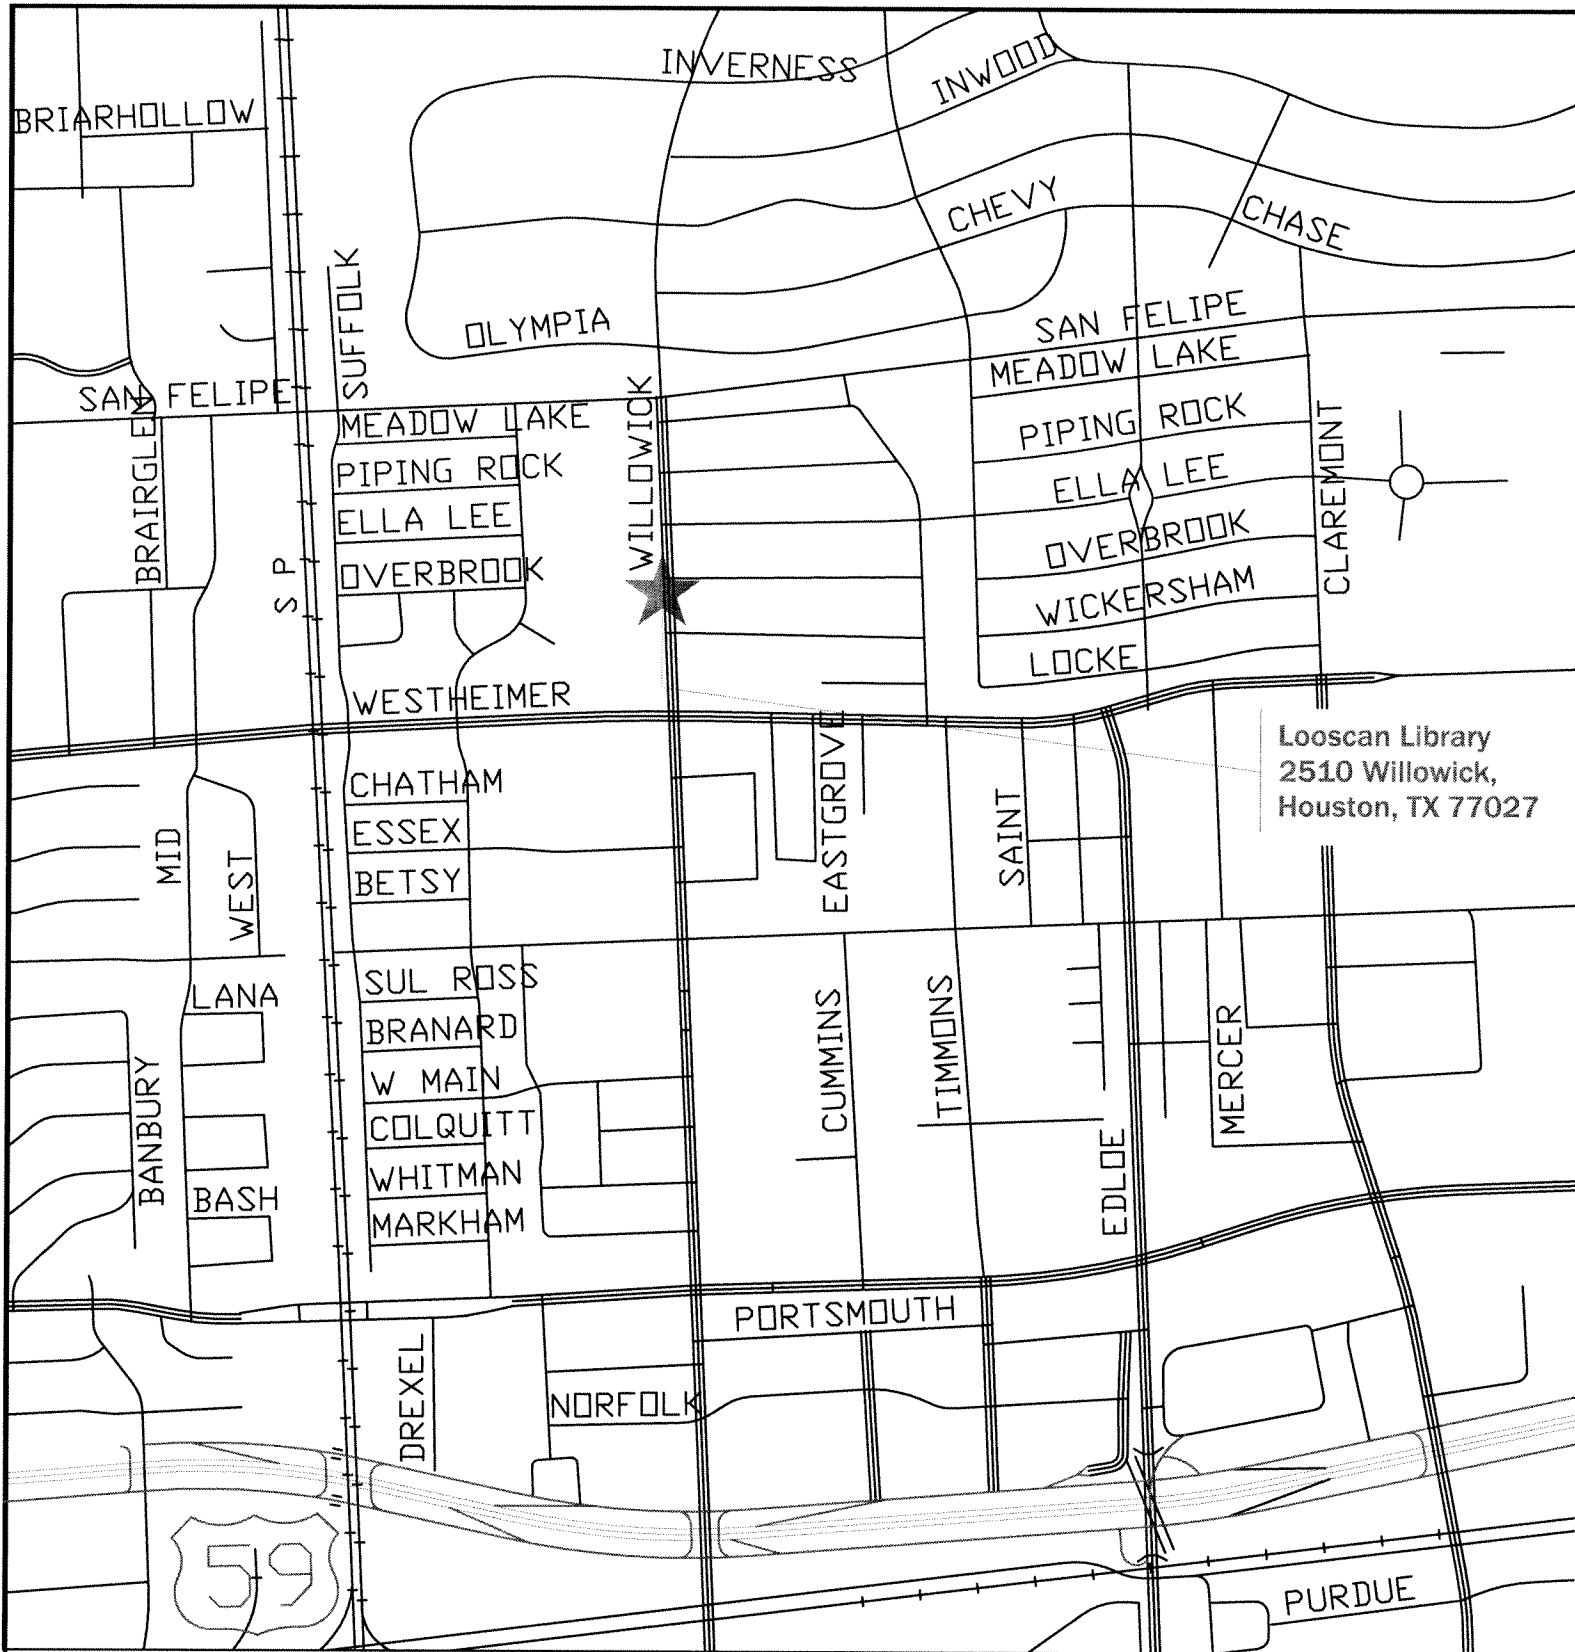 INVERNESS
INWOOD
BRIARHOLLOW
CHEVY
CHASE
SUFFOLK
OLYMPIA
SAN FELIPE
MEADOW LAKE
SAN FELIPE
BRAIRGLEN
MEADOW LAKE
WILLOWICK
PIPING ROCK
CLAREMONT
PIPING ROCK
ELLA LEE
ELLA LEE
OVERBROOK
OVERBROOK
S P
WICKERSHAM
LOCKE
WESTHEIMER
Looscan Library
2510 Willowick,
Houston, TX 77027
EASTGROVE
CHATHAM
SAINT
ESSEX
MID
WEST
BETSY
SUL ROSS
LANA
BRANARD
CUMMINS
TIMMONS
MERCER
W MAIN
BANBURY
COLQUITT
WHITMAN
EDLOE
BASH
MARKHAM
PORTSMOUTH
DREXEL
NORFOLK
59
PURDUE